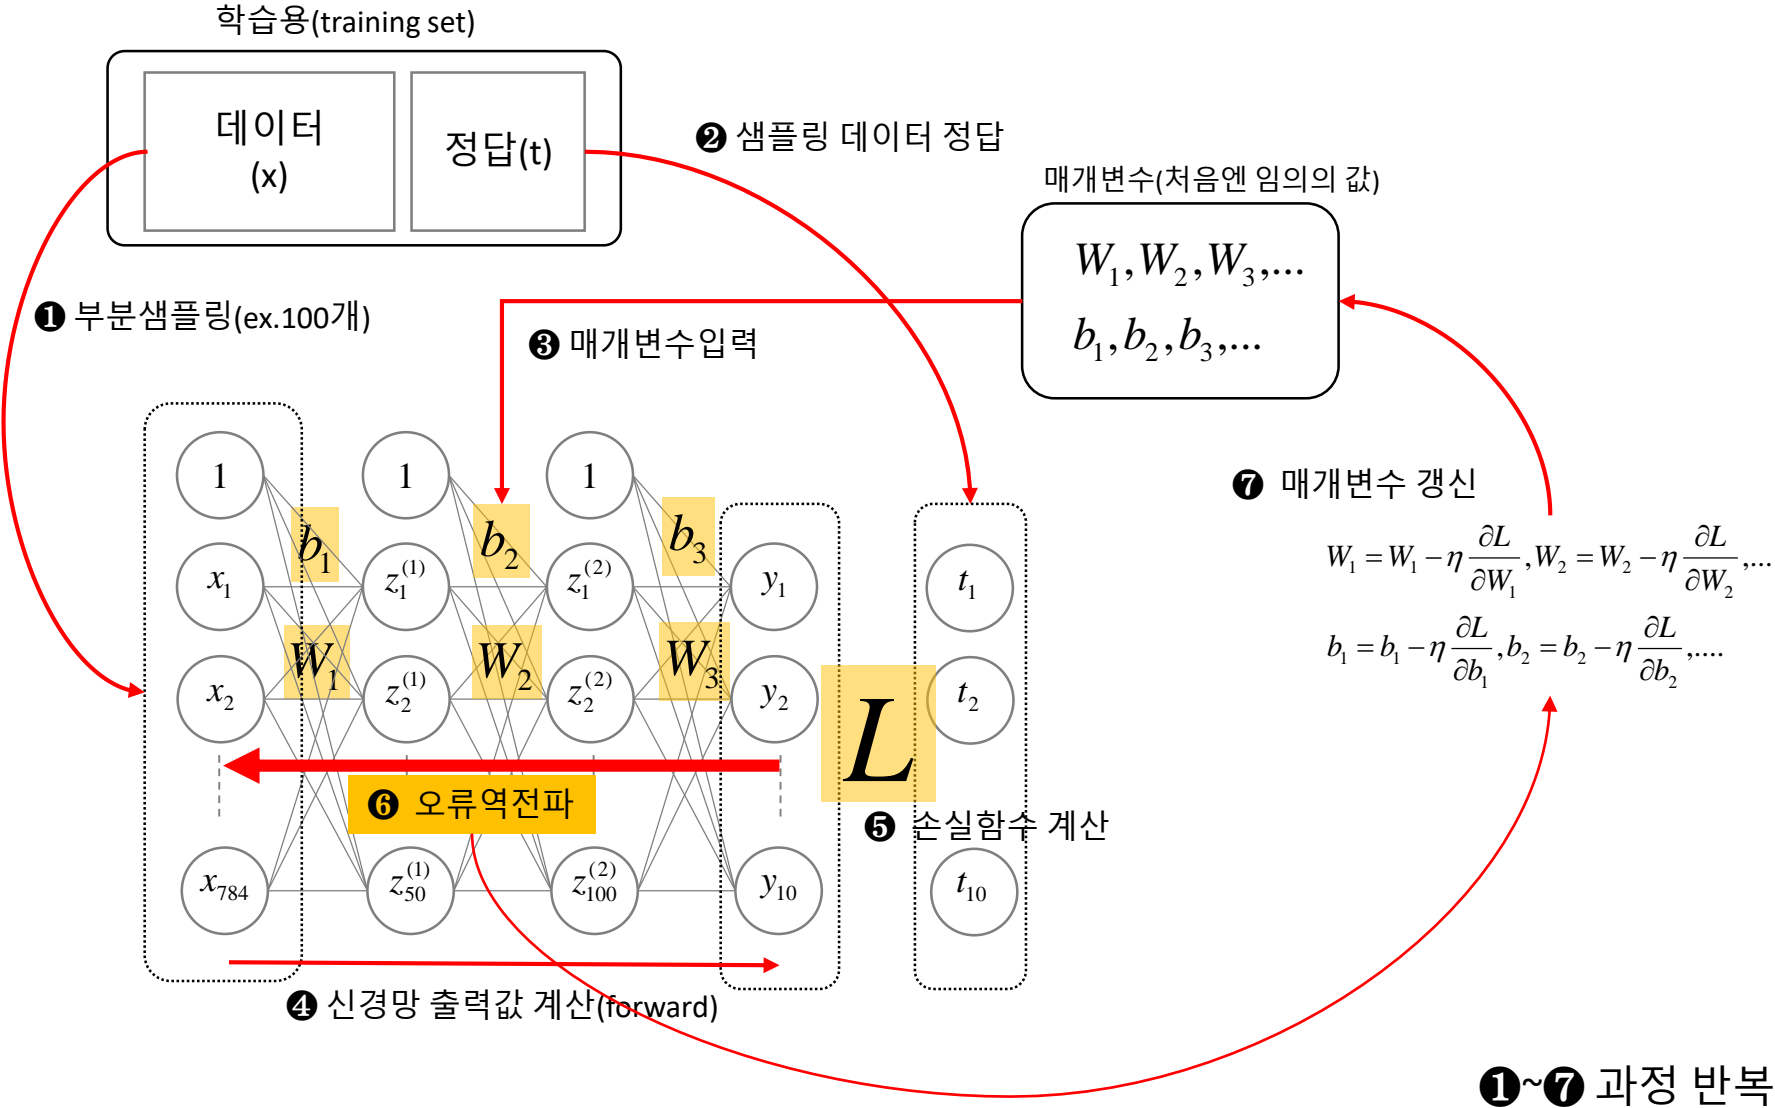 학습용(training set)
데이터
(x)
정답(t)
❷ 샘플링 데이터 정답
매개변수(처음엔 임의의 값)
W₁,W₂,W₃,...
b₁,b₂,b₃,...
❶ 부분샘플링(ex.100개)
❸ 매개변수입력
1 1 1
b₁ b₂ b₃
x₁ z₁⁽¹⁾ z₁⁽²⁾ y₁ t₁
W₁ W₂ W₃
x₂ z₂⁽¹⁾ z₂⁽²⁾ y₂ t₂
L
❻ 오류역전파
❺ 손실함수 계산
x₇₈₄ z₅₀⁽¹⁾ z₁₀₀⁽²⁾ y₁₀ t₁₀
❹ 신경망 출력값 계산(forward)
❼ 매개변수 갱신
W₁ = W₁ − η ∂L/∂W₁, W₂ = W₂ − η ∂L/∂W₂,...
b₁ = b₁ − η ∂L/∂b₁, b₂ = b₂ − η ∂L/∂b₂,....
❶~❼ 과정 반복